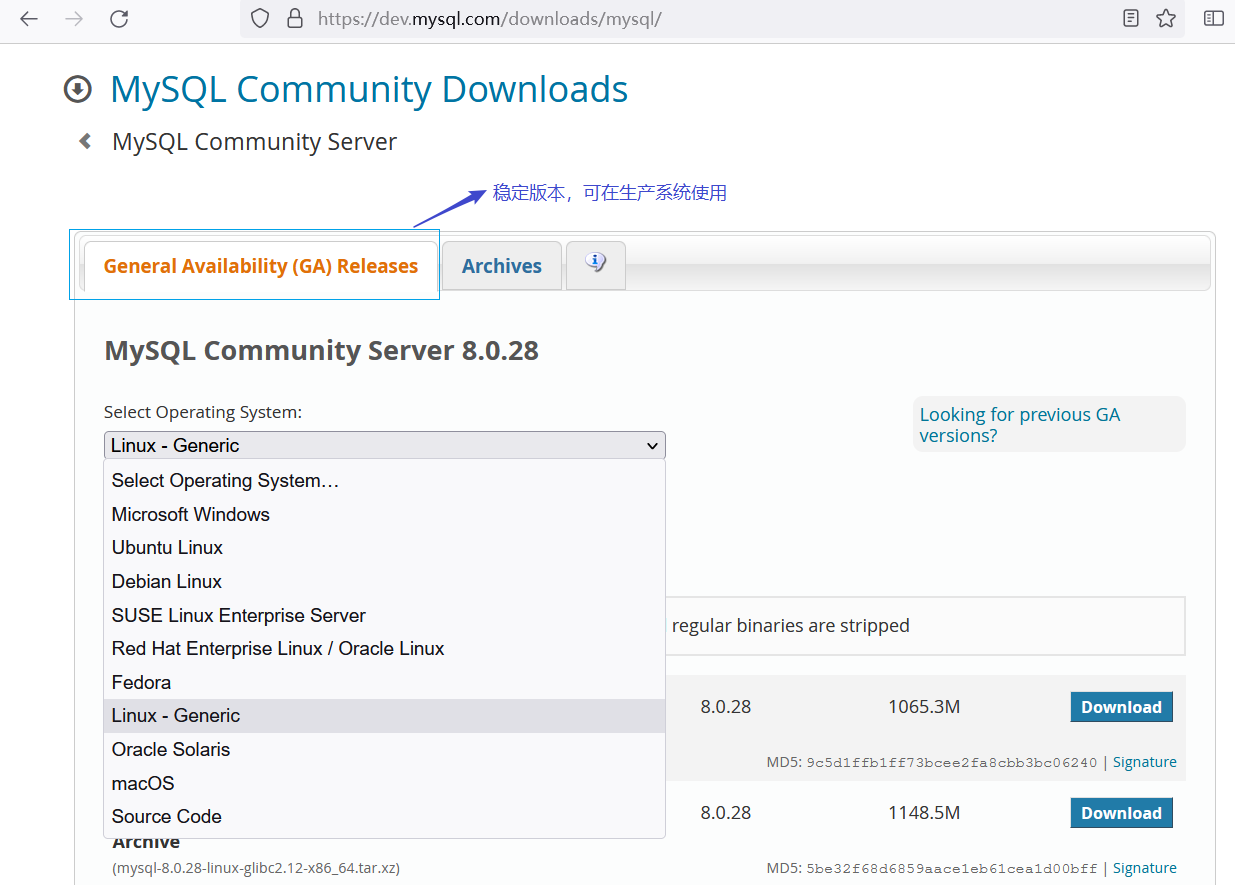 https://dev.mysql.com/downloads/mysql/
MySQL Community Downloads
MySQL Community Server
稳定版本，可在生产系统使用
General Availability (GA) Releases
Archives
MySQL Community Server 8.0.28
Select Operating System:
Looking for previous GA
versions?
Linux - Generic
Select Operating System…
Microsoft Windows
Ubuntu Linux
Debian Linux
SUSE Linux Enterprise Server
regular binaries are stripped
Red Hat Enterprise Linux / Oracle Linux
Fedora
Linux - Generic
8.0.28 1065.3M Download
Oracle Solaris
MD5: 9c5d1ffb1ff73bcee2fa8cbb3bc06240 | Signature
macOS
Source Code
8.0.28 1148.5M Download
Archive
(mysql-8.0.28-linux-glibc2.12-x86_64.tar.xz)
MD5: 5be32f68d6859aace1eb61cea1d00bff | Signature